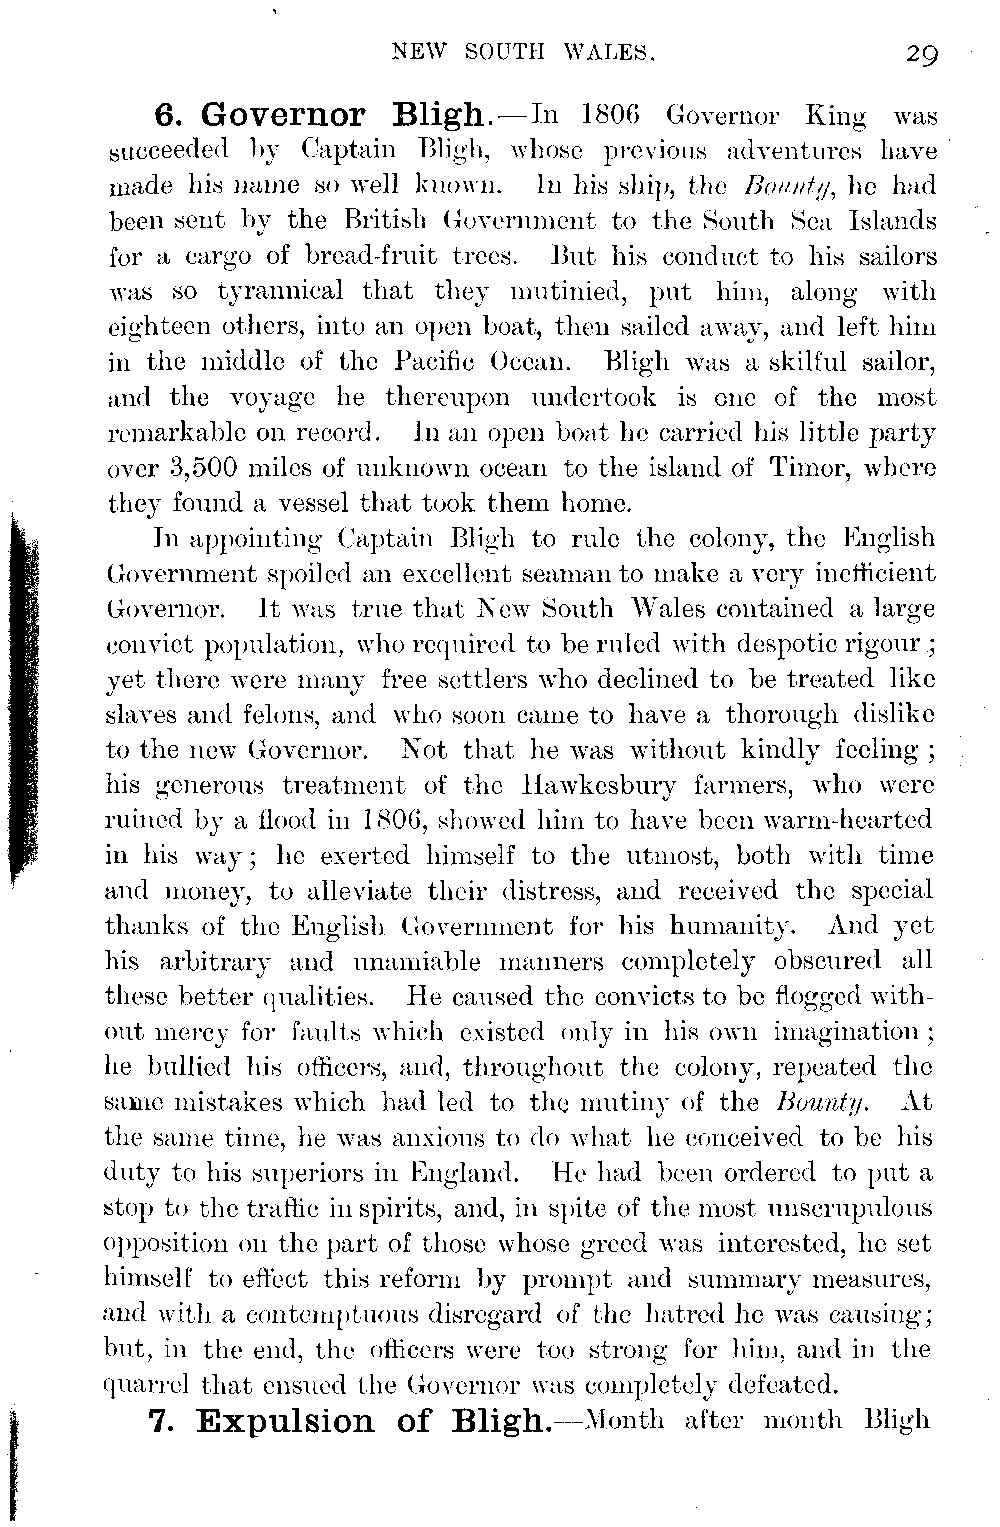 NEW SOUTH WALES. 29
6. Governor Bligh.—In 1806 Governor King was
succeeded by Captain Bligh, whose previous adventures have
made his name so well known. In his ship, the Bounty, he had
been sent by the British Government to the South Sea Islands
for a cargo of bread-fruit trees. But his conduct to his sailors
was so tyrannical that they mutinied, put him, along with
eighteen others, into an open boat, then sailed away, and left him
in the middle of the Pacific Ocean. Bligh was a skilful sailor,
and the voyage he thereupon undertook is one of the most
remarkable on record. In an open boat he carried his little party
over 3,500 miles of unknown ocean to the island of Timor, where
they found a vessel that took them home.
In appointing Captain Bligh to rule the colony, the English
Government spoiled an excellent seaman to make a very inefficient
Governor. It was true that New South Wales contained a large
convict population, who required to be ruled with despotic rigour;
yet there were many free settlers who declined to be treated like
slaves and felons, and who soon came to have a thorough dislike
to the new Governor. Not that he was without kindly feeling;
his generous treatment of the Hawkesbury farmers, who were
ruined by a flood in 1806, showed him to have been warm-hearted
in his way; he exerted himself to the utmost, both with time
and money, to alleviate their distress, and received the special
thanks of the English Government for his humanity. And yet
his arbitrary and unamiable manners completely obscured all
these better qualities. He caused the convicts to be flogged with-
out mercy for faults which existed only in his own imagination;
he bullied his officers, and, throughout the colony, repeated the
same mistakes which had led to the mutiny of the Bounty. At
the same time, he was anxious to do what he conceived to be his
duty to his superiors in England. He had been ordered to put a
stop to the traffic in spirits, and, in spite of the most unscrupulous
opposition on the part of those whose greed was interested, he set
himself to effect this reform by prompt and summary measures,
and with a contemptuous disregard of the hatred he was causing;
but, in the end, the officers were too strong for him, and in the
quarrel that ensued the Governor was completely defeated.
7. Expulsion of Bligh.—Month after month Bligh